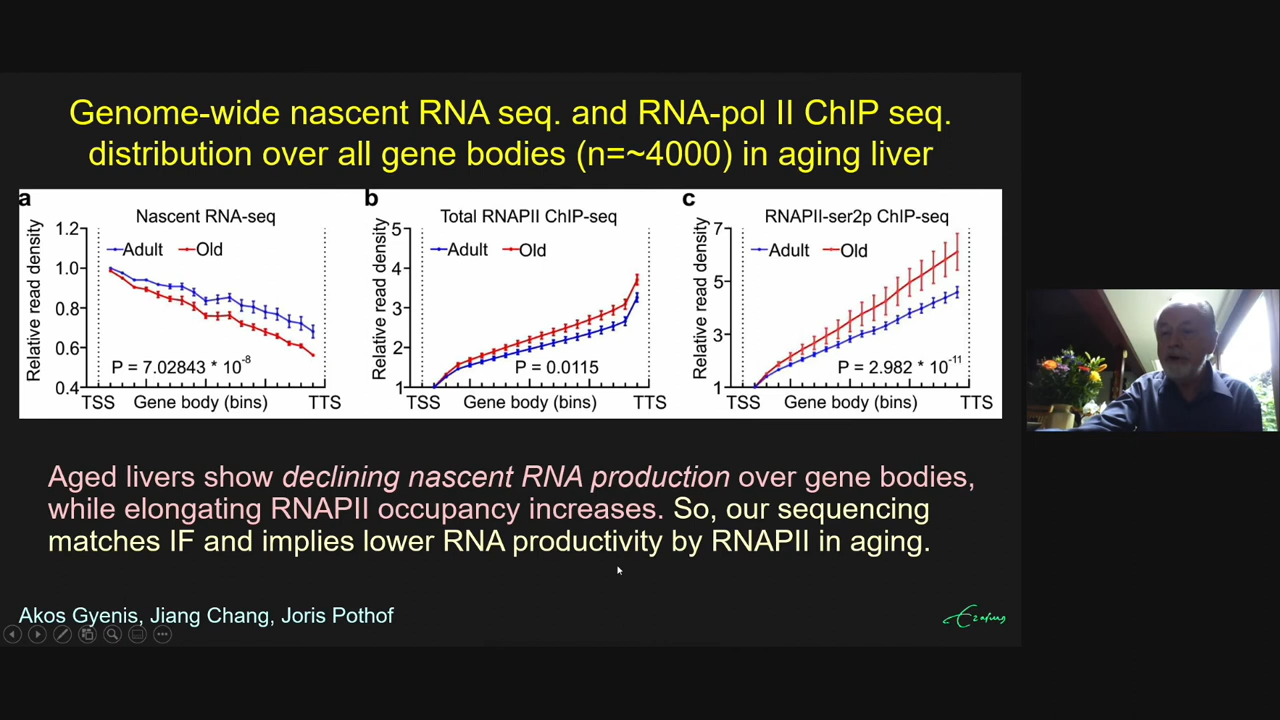 Genome-wide nascent RNA seq. and RNA-pol II ChIP seq.
distribution over all gene bodies (n=~4000) in aging liver
a
Nascent RNA-seq
Relative read density
1.2
1.0
0.8
0.6
0.4
Adult
Old
P = 7.02843 * 10⁻⁸
TSS
Gene body (bins)
TTS
b
Total RNAPII ChIP-seq
Relative read density
5
4
3
2
1
Adult
Old
P = 0.0115
TSS
Gene body (bins)
TTS
c
RNAPII-ser2p ChIP-seq
Relative read density
7
5
3
1
Adult
Old
P = 2.982 * 10⁻¹¹
TSS
Gene body (bins)
TTS
Aged livers show declining nascent RNA production over gene bodies,
while elongating RNAPII occupancy increases. So, our sequencing
matches IF and implies lower RNA productivity by RNAPII in aging.
Akos Gyenis, Jiang Chang, Joris Pothof
Erasmus